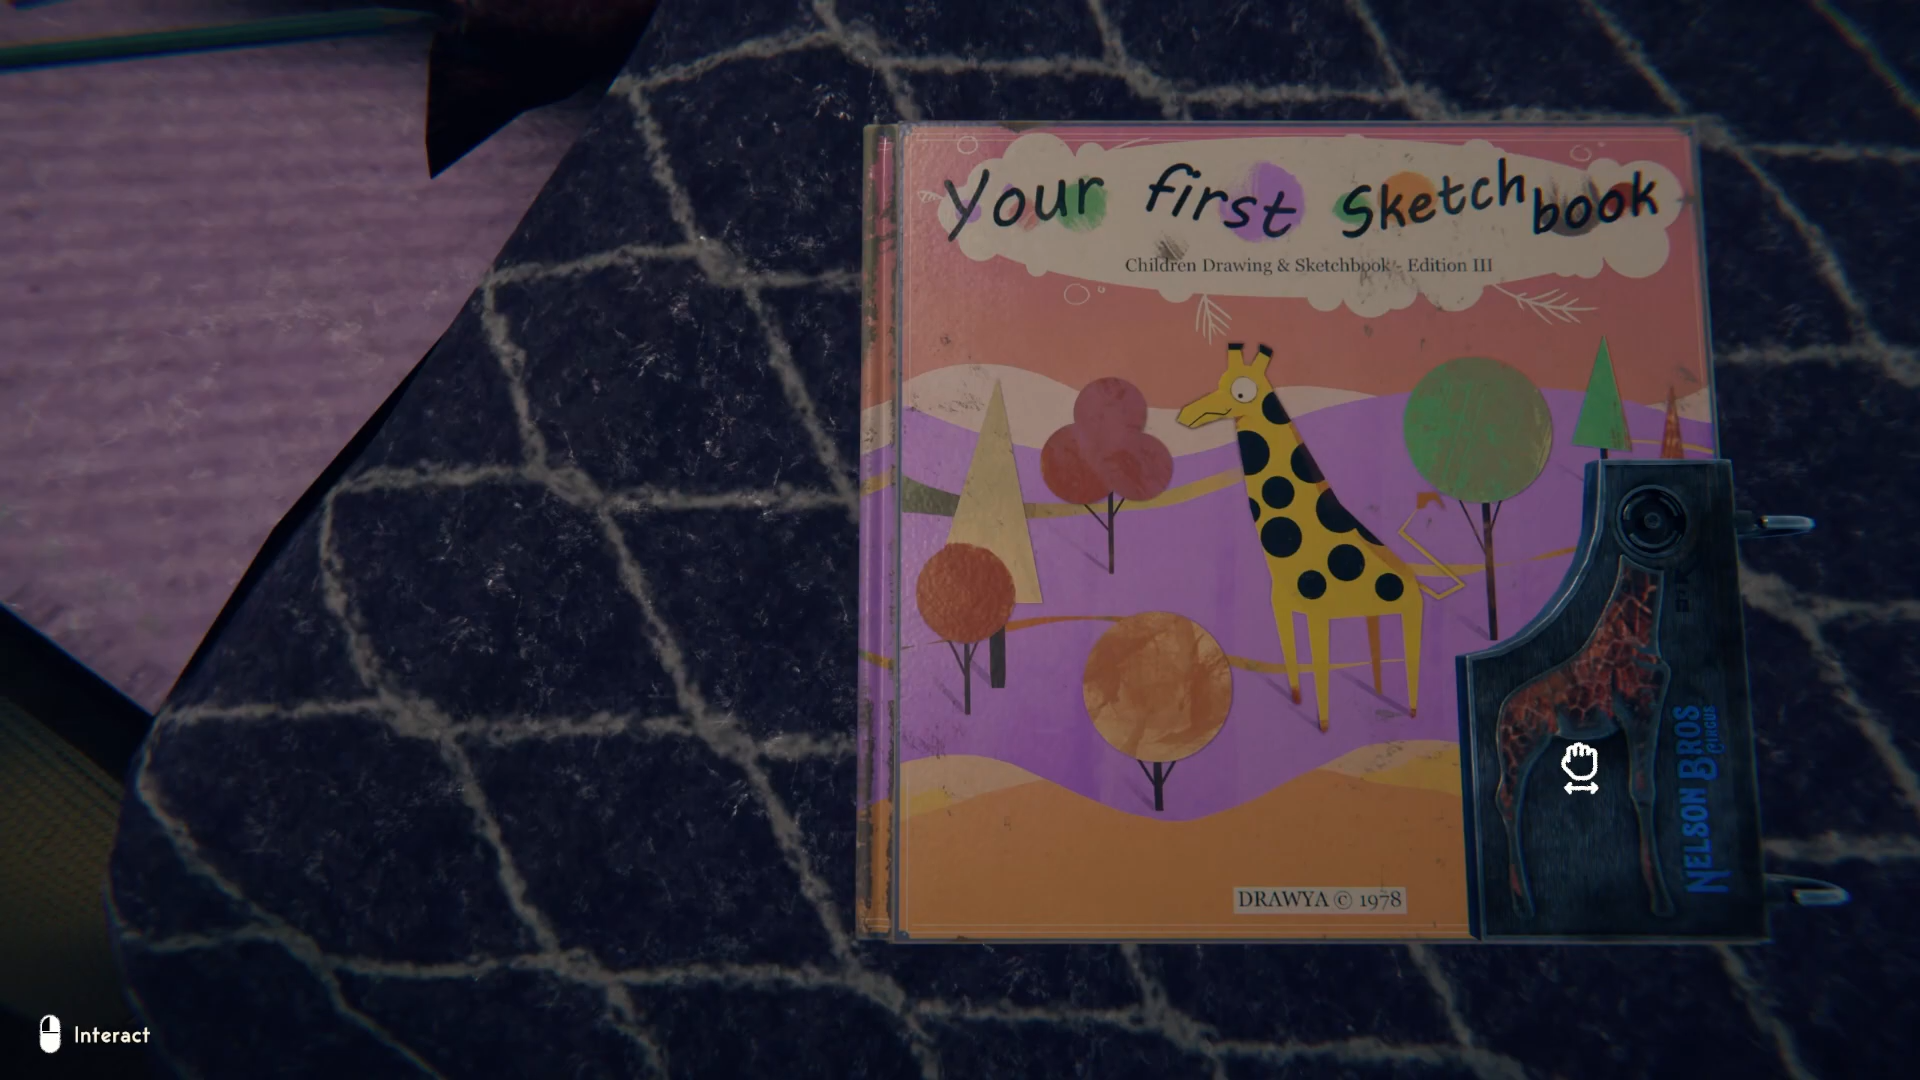 Your first Sketchbook
Children Drawing & Sketchbook - Edition III
NELSON BROS
CIRCUS
DRAWYA © 1978
Interact